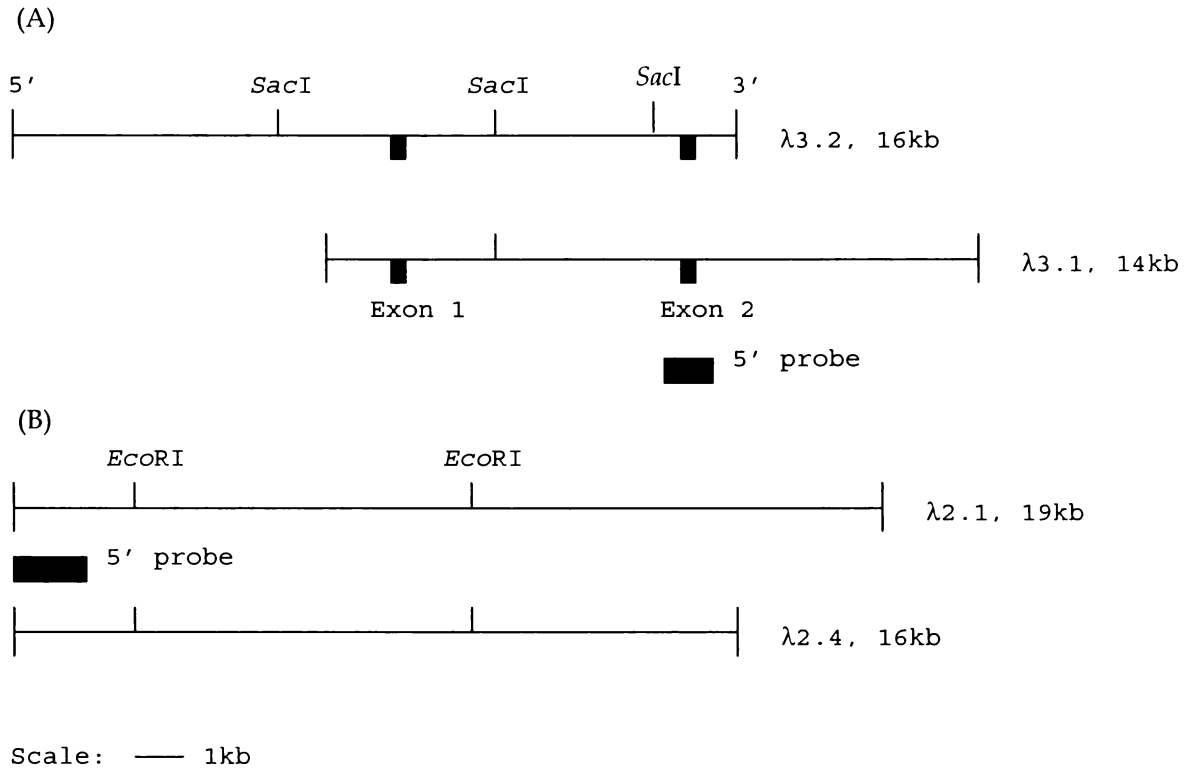 (A)
5′ SacI SacI SacI 3′
λ3.2, 16kb
λ3.1, 14kb
Exon 1 Exon 2
5′ probe
(B)
EcoRI EcoRI
λ2.1, 19kb
5′ probe
λ2.4, 16kb
Scale: 1kb